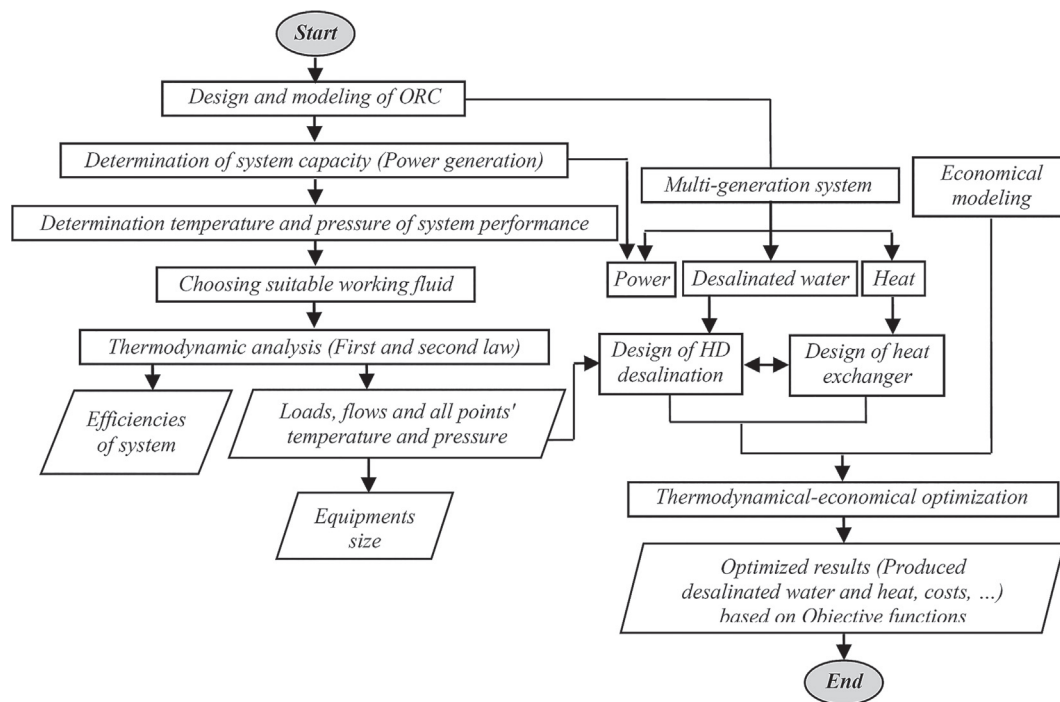 Start
Design and modeling of ORC
Determination of system capacity (Power generation)
Determination temperature and pressure of system performance
Choosing suitable working fluid
Thermodynamic analysis (First and second law)
Efficiencies
of system
Loads, flows and all points'
temperature and pressure
Equipments
size
Multi-generation system
Economical
modeling
Power
Desalinated water
Heat
Design of HD
desalination
Design of heat
exchanger
Thermodynamical-economical optimization
Optimized results (Produced
desalinated water and heat, costs, ...)
based on Objective functions
End